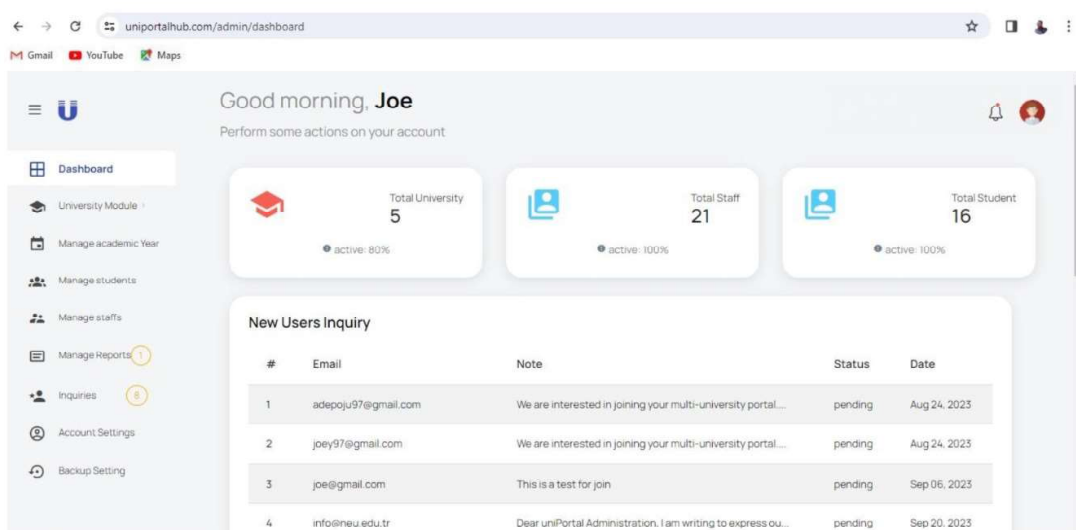 uniportalhub.com/admin/dashboard
Gmail YouTube Maps
Good morning, Joe
Perform some actions on your account
Dashboard
University Module
Manage academic Year
Manage students
Manage staffs
Manage Reports 1
Inquiries
Account Settings
Backup Setting
Total University
5
active: 80%
Total Staff
21
active: 100%
Total Student
16
active: 100%
New Users Inquiry
# Email Note Status Date
1 adepoju97@gmail.com We are interested in joining your multi-university portal.... pending Aug 24, 2023
2 joey97@gmail.com We are interested in joining your multi-university portal.... pending Aug 24, 2023
3 joe@gmail.com This is a test for join pending Sep 06, 2023
4 info@neu.edu.tr Dear uniPortal Administration, I am writing to express ou... pending Sep 20, 2023